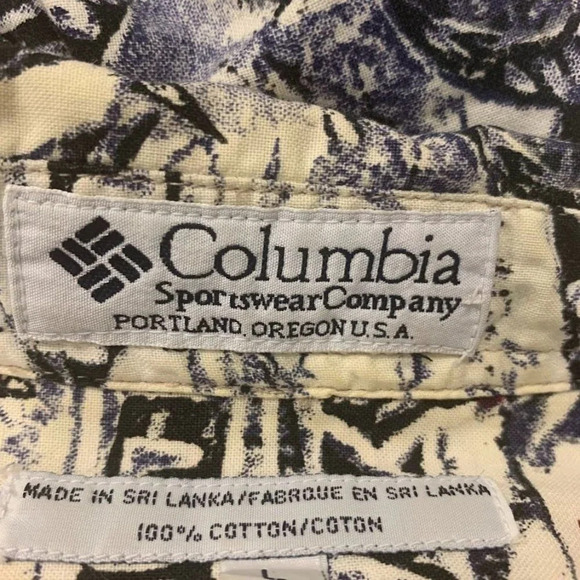 Columbia
Sportswear Company
PORTLAND, OREGON U.S.A.
MADE IN SRI LANKA/FABRQUE EN SRI LANKA
100% COTTON/COTON